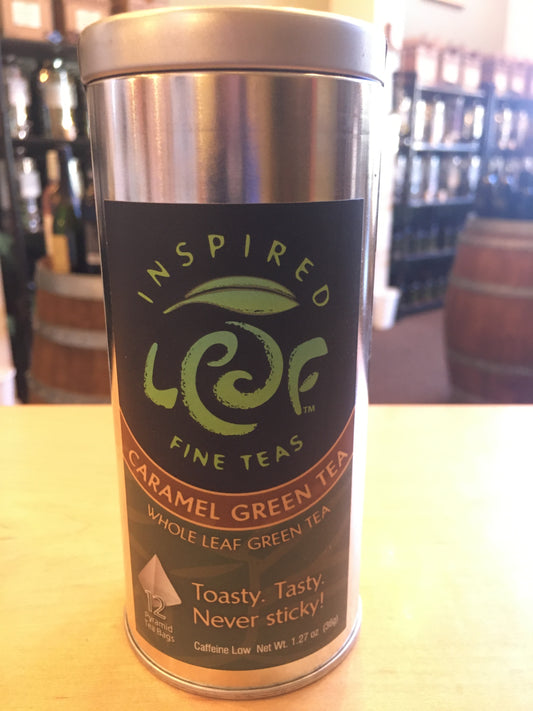 INSPIRED
LEAF™
FINE TEAS
CARAMEL GREEN TEA
WHOLE LEAF GREEN TEA
12
Pyramid
Tea Bags
Toasty. Tasty.
Never sticky!
Caffeine Low Net Wt. 1.27 oz (36g)